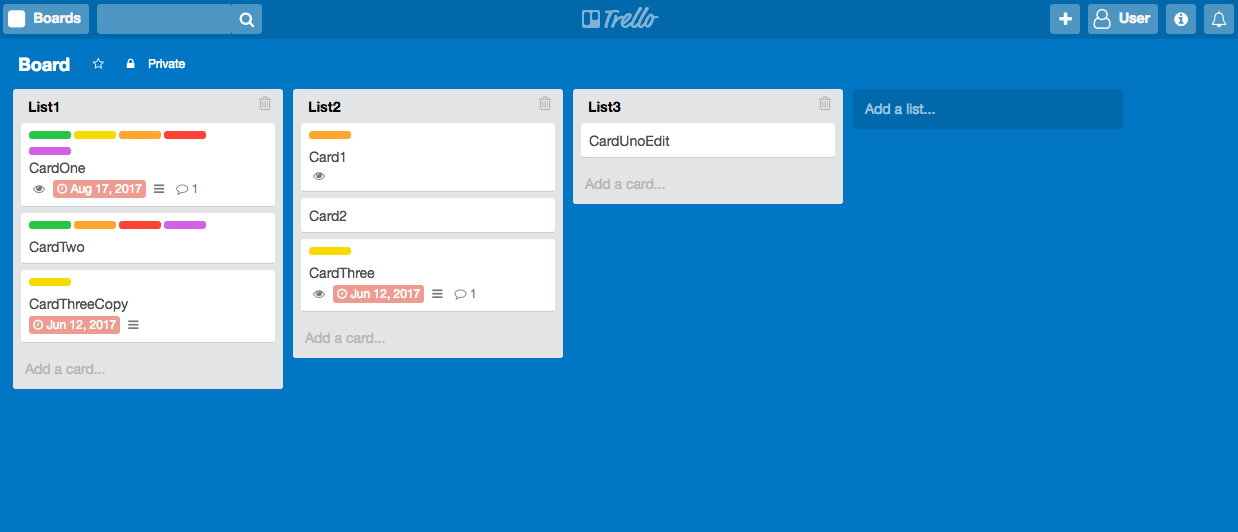 Boards
Trello
User
Board
Private
List1
CardOne
Aug 17, 2017 1
CardTwo
CardThreeCopy
Jun 12, 2017
Add a card...
List2
Card1
Card2
CardThree
Jun 12, 2017 1
Add a card...
List3
CardUnoEdit
Add a card...
Add a list...